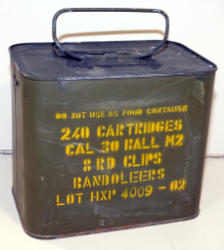 DO NOT USE AS FOOD CONTAINER
240 CARTRIDGES
CAL .30 BALL M2
8-RD CLIPS
BANDOLEERS
LOT HXP 4009 - 02